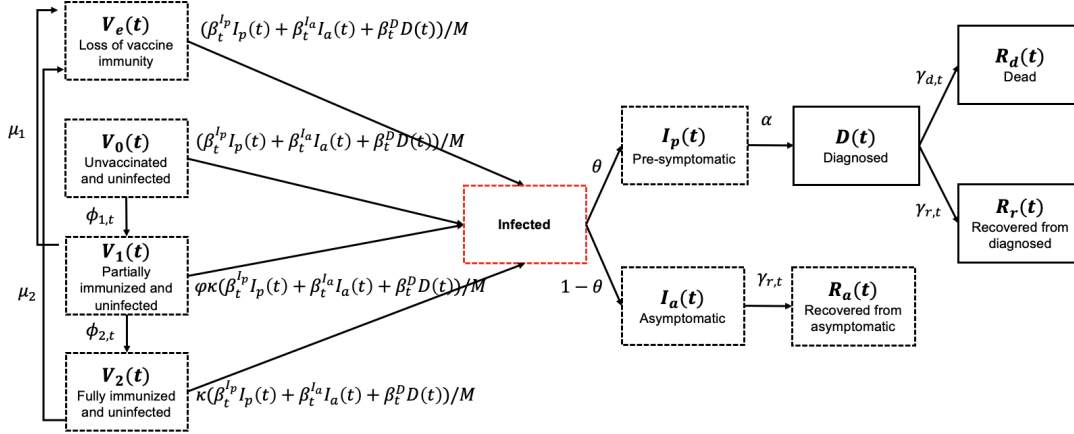 V_e(t)
Loss of vaccine
immunity
(β_t^{I_p} I_p(t) + β_t^{I_a} I_a(t) + β_t^D D(t))/M
μ_1
V_0(t)
Unvaccinated
and uninfected
(β_t^{I_p} I_p(t) + β_t^{I_a} I_a(t) + β_t^D D(t))/M
ϕ_{1,t}
μ_2
V_1(t)
Partially
immunized and
uninfected
φκ(β_t^{I_p} I_p(t) + β_t^{I_a} I_a(t) + β_t^D D(t))/M
ϕ_{2,t}
V_2(t)
Fully immunized
and uninfected
κ(β_t^{I_p} I_p(t) + β_t^{I_a} I_a(t) + β_t^D D(t))/M
Infected
θ
1 − θ
I_p(t)
Pre-symptomatic
α
D(t)
Diagnosed
γ_{d,t}
R_d(t)
Dead
γ_{r,t}
R_r(t)
Recovered from
diagnosed
I_a(t)
Asymptomatic
γ_{r,t}
R_a(t)
Recovered from
asymptomatic